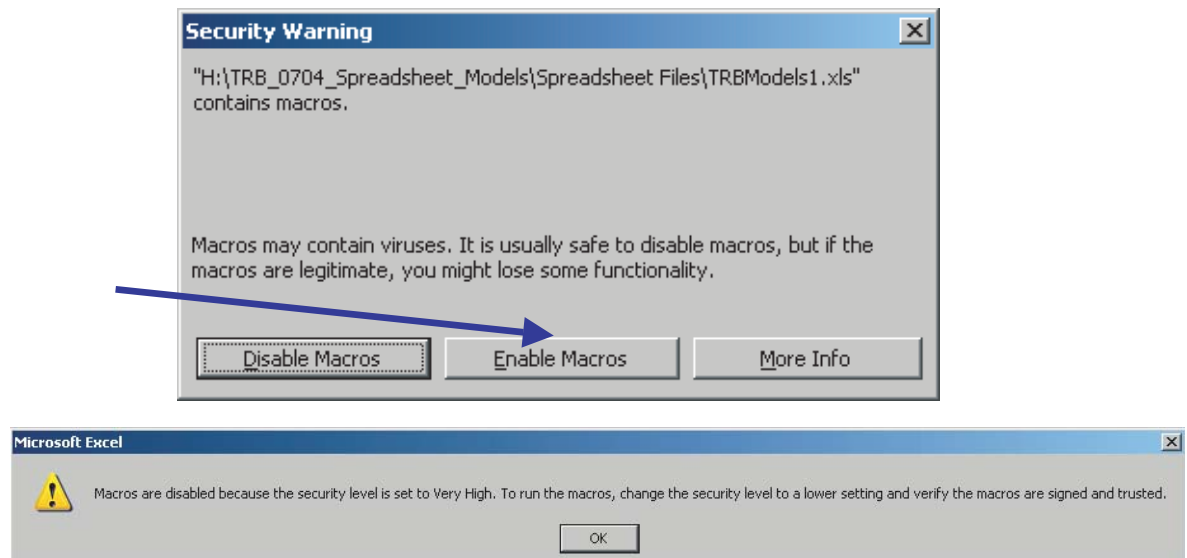 Security Warning
"H:\TRB_0704_Spreadsheet_Models\Spreadsheet Files\TRBModels1.xls"
contains macros.
Macros may contain viruses. It is usually safe to disable macros, but if the
macros are legitimate, you might lose some functionality.
Disable Macros
Enable Macros
More Info
Microsoft Excel
Macros are disabled because the security level is set to Very High. To run the macros, change the security level to a lower setting and verify the macros are signed and trusted.
OK